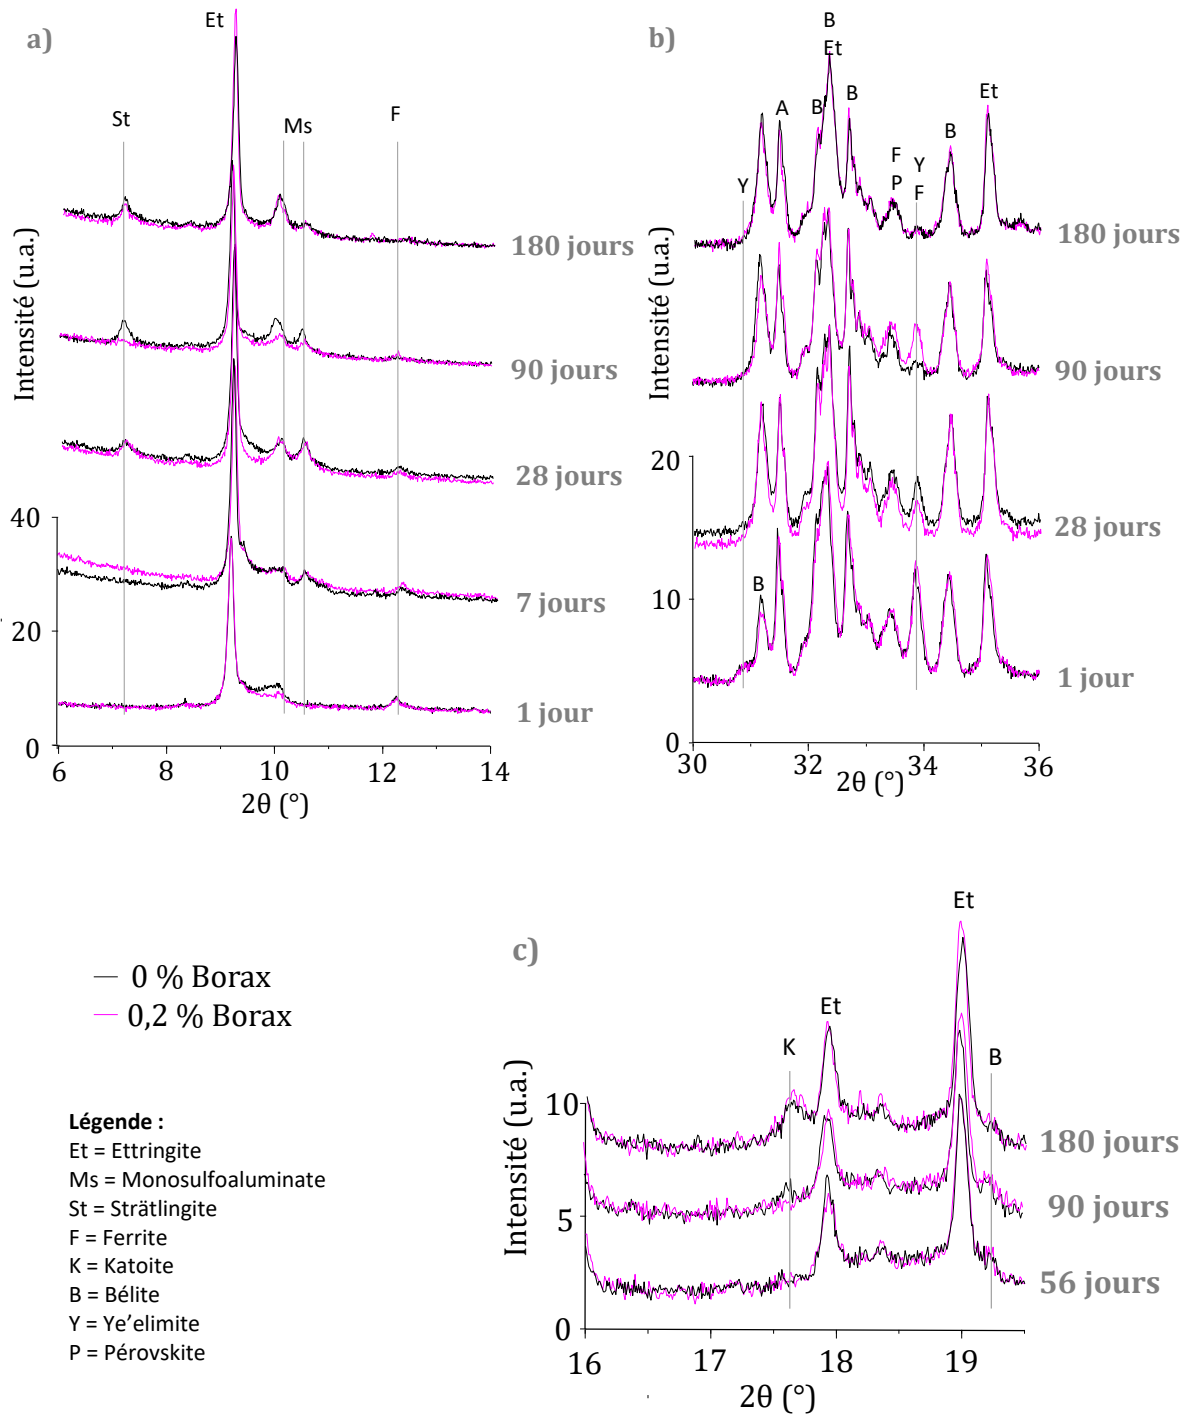 a)
Et
St
Ms
F
180 jours
90 jours
28 jours
7 jours
1 jour
Intensité (u.a.)
40
20
0
6
8
10
12
14
2θ (°)
b)
B
Et
A
B
B
Et
Y
F
P
Y
F
B
B
180 jours
90 jours
28 jours
1 jour
Intensité (u.a.)
20
10
0
30
32
34
36
2θ (°)
c)
Et
Et
K
B
180 jours
90 jours
56 jours
Intensité (u.a.)
10
5
0
16
17
18
19
2θ (°)
0 % Borax
0,2 % Borax
Légende :
Et = Ettringite
Ms = Monosulfoaluminate
St = Strätlingite
F = Ferrite
K = Katoite
B = Bélite
Y = Ye’elimite
P = Pérovskite